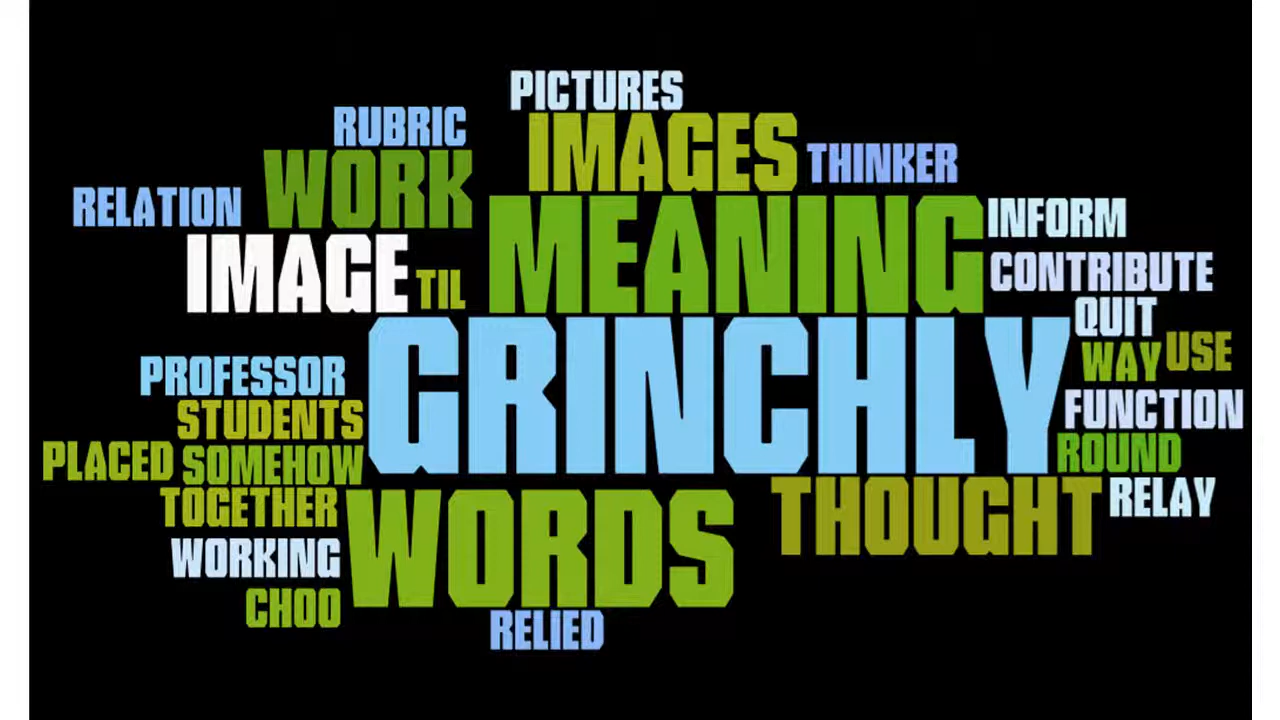 PICTURES
RUBRIC
IMAGES
THINKER
WORK
RELATION
MEANING
INFORM
IMAGE
TIL
CONTRIBUTE
QUIT
GRINCHLY
WAY
USE
PROFESSOR
FUNCTION
STUDENTS
ROUND
PLACED
SOMEHOW
THOUGHT
RELAY
TOGETHER
WORDS
WORKING
CHOO
RELIED